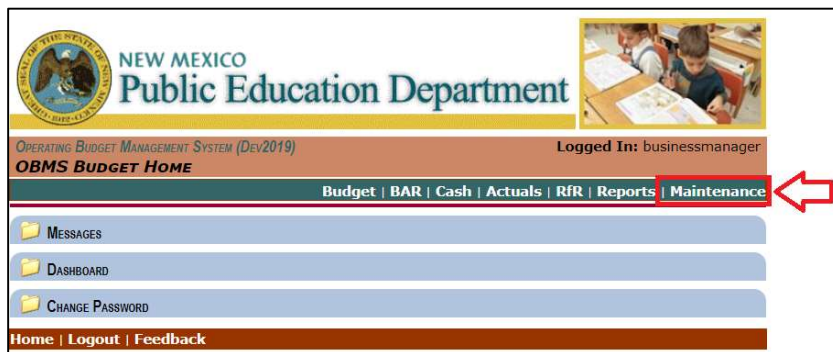 NEW MEXICO
Public Education Department
OPERATING BUDGET MANAGEMENT SYSTEM (DEV2019) Logged In: businessmanager
OBMS BUDGET HOME
Budget | BAR | Cash | Actuals | RfR | Reports | Maintenance
MESSAGES
DASHBOARD
CHANGE PASSWORD
Home | Logout | Feedback